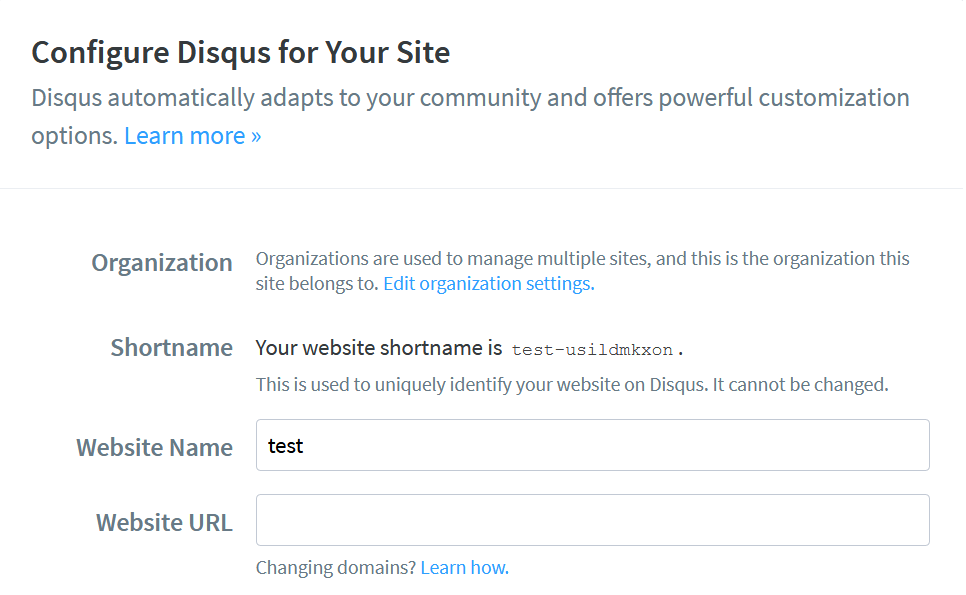 Configure Disqus for Your Site
Disqus automatically adapts to your community and offers powerful customization
options. Learn more »
Organization
Organizations are used to manage multiple sites, and this is the organization this
site belongs to. Edit organization settings.
Shortname
Your website shortname is test-usildmkxon.
This is used to uniquely identify your website on Disqus. It cannot be changed.
Website Name
test
Website URL
Changing domains? Learn how.